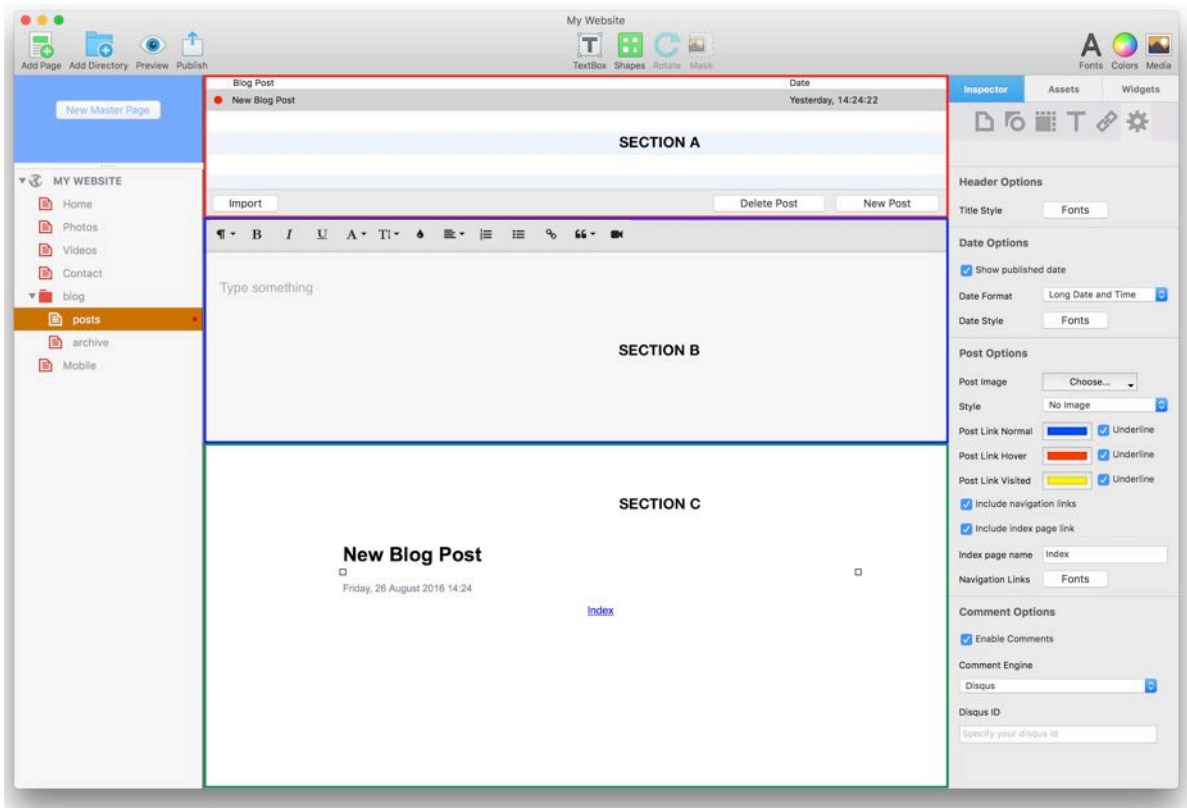 My Website
Add Page Add Directory Preview Publish
TextBox Shapes Rotate Mask
Fonts Colors Media
New Master Page
MY WEBSITE
Home
Photos
Videos
Contact
blog
posts
archive
Mobile
Blog Post Date
New Blog Post Yesterday, 14:24:22
SECTION A
Import Delete Post New Post
B I U A TI
Type something
SECTION B
SECTION C
New Blog Post
Friday, 26 August 2016 14:24
Index
Inspector Assets Widgets
Header Options
Title Style Fonts
Date Options
Show published date
Date Format Long Date and Time
Date Style Fonts
Post Options
Post Image Choose...
Style No Image
Post Link Normal Underline
Post Link Hover Underline
Post Link Visited Underline
Include navigation links
Include index page link
Index page name Index
Navigation Links Fonts
Comment Options
Enable Comments
Comment Engine
Disqus
Disqus ID
Specify your disqus id